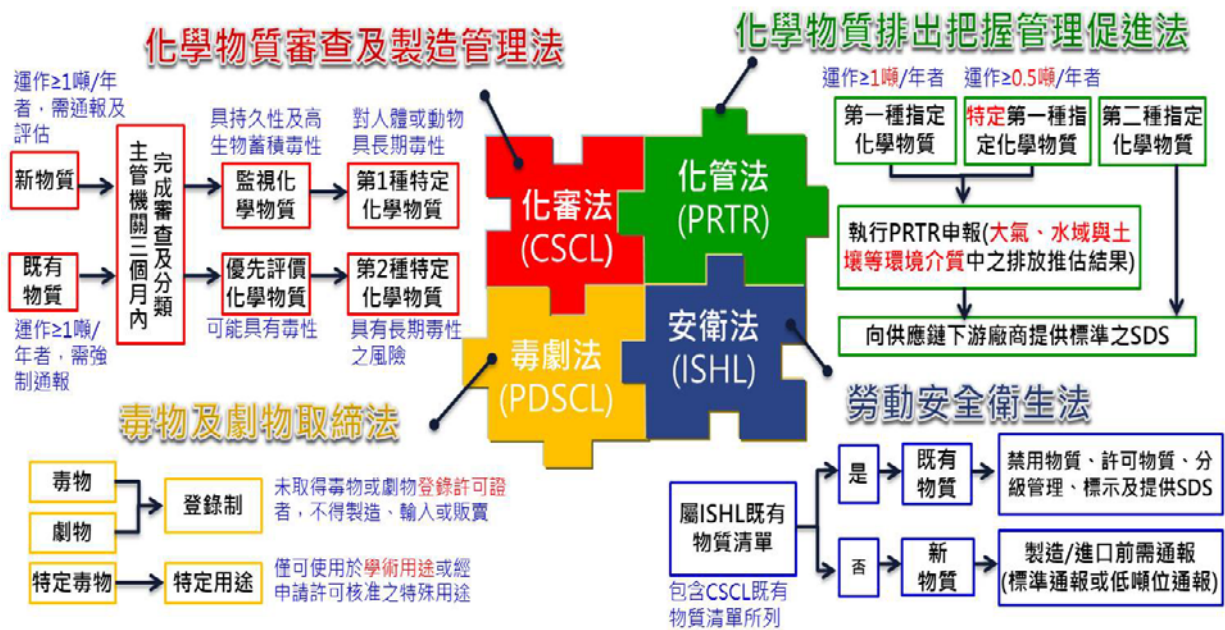 化學物質審查及製造管理法
運作≥1噸/年
者，需通報及
評估
新物質
既有
物質
運作≥1噸/
年者，需強
制通報
完成審查及分類
主管機關三個月內
具持久性及高
生物蓄積毒性
監視化
學物質
對人體或動物
具長期毒性
第1種特定
化學物質
優先評價
化學物質
可能具有毒性
第2種特定
化學物質
具有長期毒性
之風險
化審法
(CSCL)
化管法
(PRTR)
毒劇法
(PDSCL)
安衛法
(ISHL)
化學物質排出把握管理促進法
運作≥1噸/年者
運作≥0.5噸/年者
第一種指定
化學物質
特定第一種指
定化學物質
第二種指定
化學物質
執行PRTR申報(大氣、水域與土
壤等環境介質中之排放推估結果)
向供應鏈下游廠商提供標準之SDS
毒物及劇物取締法
毒物
劇物
登錄制
未取得毒物或劇物登錄許可證
者，不得製造、輸入或販賣
特定毒物
特定用途
僅可使用於學術用途或經
申請許可核准之特殊用途
勞動安全衛生法
屬ISHL既有
物質清單
包含CSCL既有
物質清單所列
是
既有
物質
禁用物質、許可物質、分
級管理、標示及提供SDS
否
新
物質
製造/進口前需通報
(標準通報或低噸位通報)